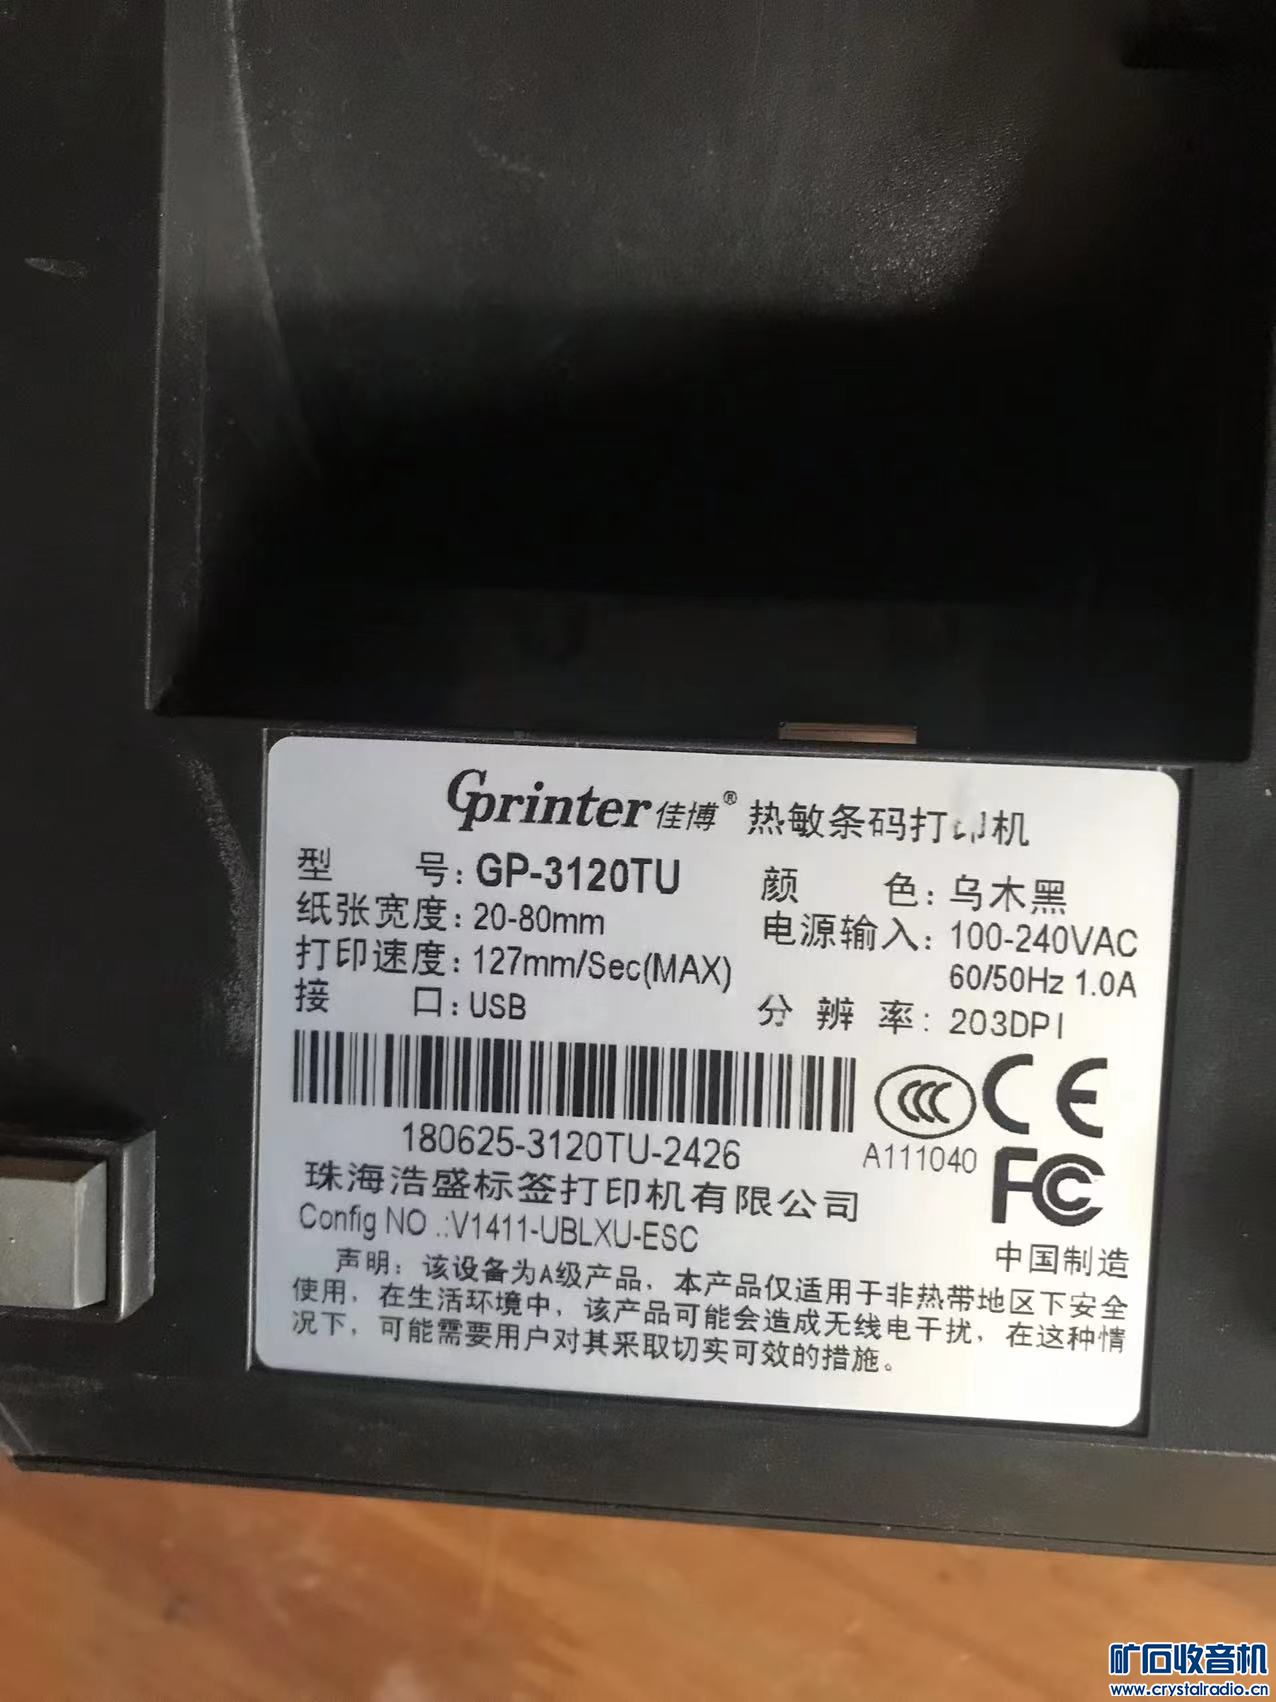 Gprinter佳博® 热敏条码打印机
型 号: GP-3120TU 颜 色: 乌木黑
纸张宽度: 20-80mm 电源输入: 100-240VAC
打印速度: 127mm/Sec(MAX) 60/50Hz 1.0A
接 口: USB 分 辨 率: 203DPI
CCC CE
180625-3120TU-2426 A111040
FC
珠海浩盛标签打印机有限公司
Config NO .:V1411-UBLXU-ESC 中国制造
声明: 该设备为A级产品, 本产品仅适用于非热带地区下安全
使用, 在生活环境中, 该产品可能会造成无线电干扰, 在这种情
况下, 可能需要用户对其采取切实可效的措施。
矿石收音机
www.crystalradio.cn